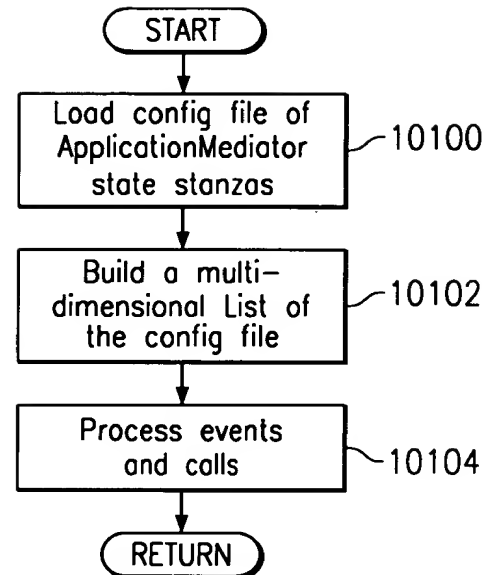 START
Load config file of
ApplicationMediator
state stanzas
10100
Build a multi-
dimensional List of
the config file
10102
Process events
and calls
10104
RETURN